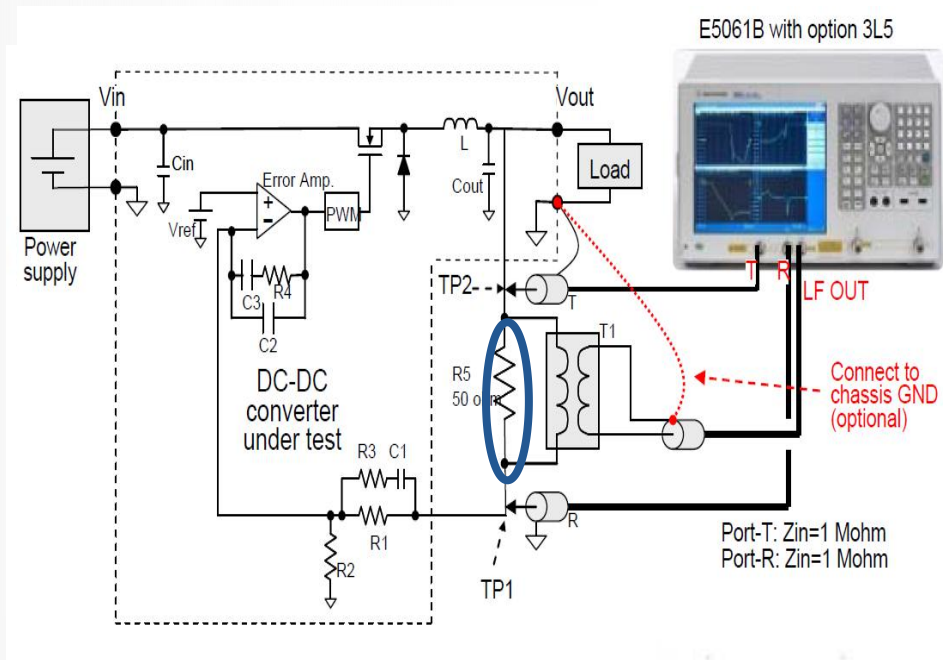 E5061B with option 3L5
Vin
Vout
Cin
L
Cout
Load
Error Amp.
+
-
PWM
Vref
Power
supply
C3
R4
C2
TP2
T
T
R
LF OUT
T1
R5
50 o m
DC-DC
converter
under test
Connect to
chassis GND
(optional)
R3
C1
R1
R
R2
TP1
Port-T: Zin=1 Mohm
Port-R: Zin=1 Mohm